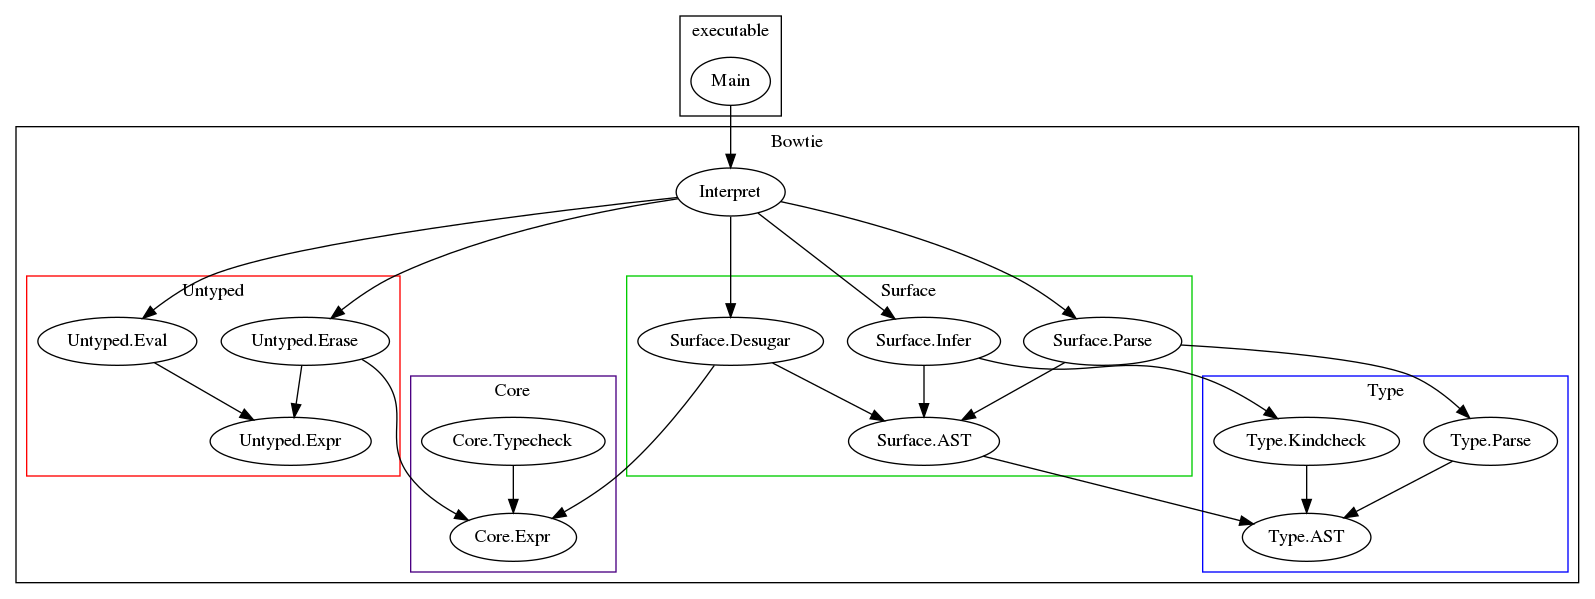 executable
Main
Bowtie
Interpret
Untyped
Surface
Untyped.Eval
Untyped.Erase
Surface.Desugar
Surface.Infer
Surface.Parse
Core
Type
Untyped.Expr
Core.Typecheck
Surface.AST
Type.Kindcheck
Type.Parse
Core.Expr
Type.AST